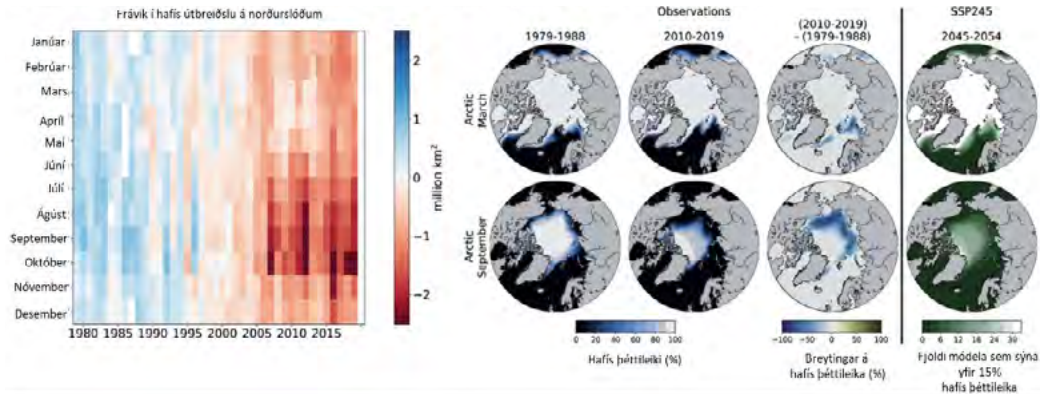 Frávik í hafís útbreiðslu á norðurslóðum
Janúar
Febrúar
Mars
Apríl
Maí
Júní
Júlí
Ágúst
September
Október
Nóvember
Desember
1980 1985 1990 1995 2000 2005 2010 2015
2
1
0
−1
−2
million km²
Observations
1979-1988
2010-2019
(2010-2019)
- (1979-1988)
SSP245
2045-2054
Arctic
March
Arctic
September
0 20 40 60 80 100
Hafís þéttleiki (%)
−100 −50 0 50 100
Breytingar á
hafís þéttleika (%)
0 6 12 18 24 30
Fjöldi módela sem sýna
yfir 15%
hafís þéttleika